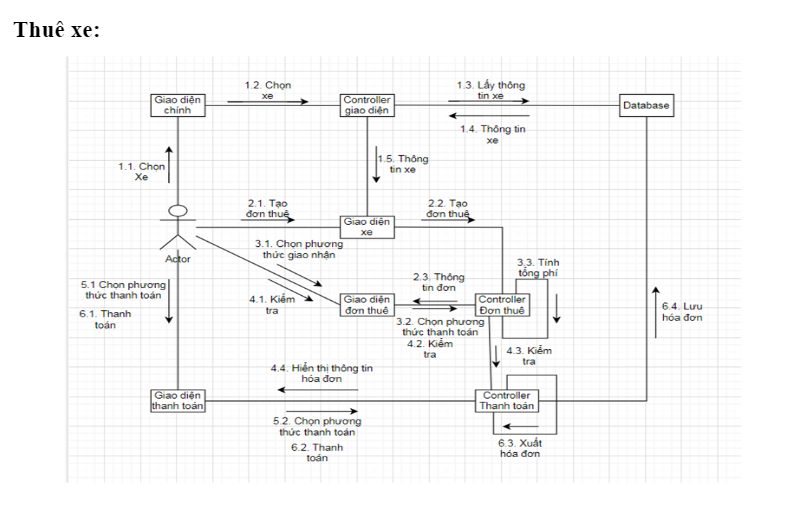 Thuê xe:
1.2. Chọn
xe
1.3. Lấy thông
tin xe
Giao diện
chính
Controller
giao diện
Database
1.4. Thông tin
xe
1.1. Chọn
Xe
1.5. Thông
tin xe
2.1. Tạo
đơn thuê
2.2. Tạo
đơn thuê
Giao diện
xe
Actor
3.1. Chọn phương
thức giao nhận
3.3. Tính
tổng phí
5.1 Chọn phương
thức thanh toán
6.1. Thanh
toán
4.1. Kiểm
tra
2.3. Thông
tin đơn
Giao diện
đơn thuê
Controller
Đơn thuê
6.4. Lưu
hóa đơn
3.2. Chọn phương
thức thanh toán
4.2. Kiểm
tra
4.3. Kiểm
tra
4.4. Hiển thị thông tin
hóa đơn
Giao diện
thanh toán
Controller
Thanh toán
5.2. Chọn phương
thức thanh toán
6.2. Thanh
toán
6.3. Xuất
hóa đơn